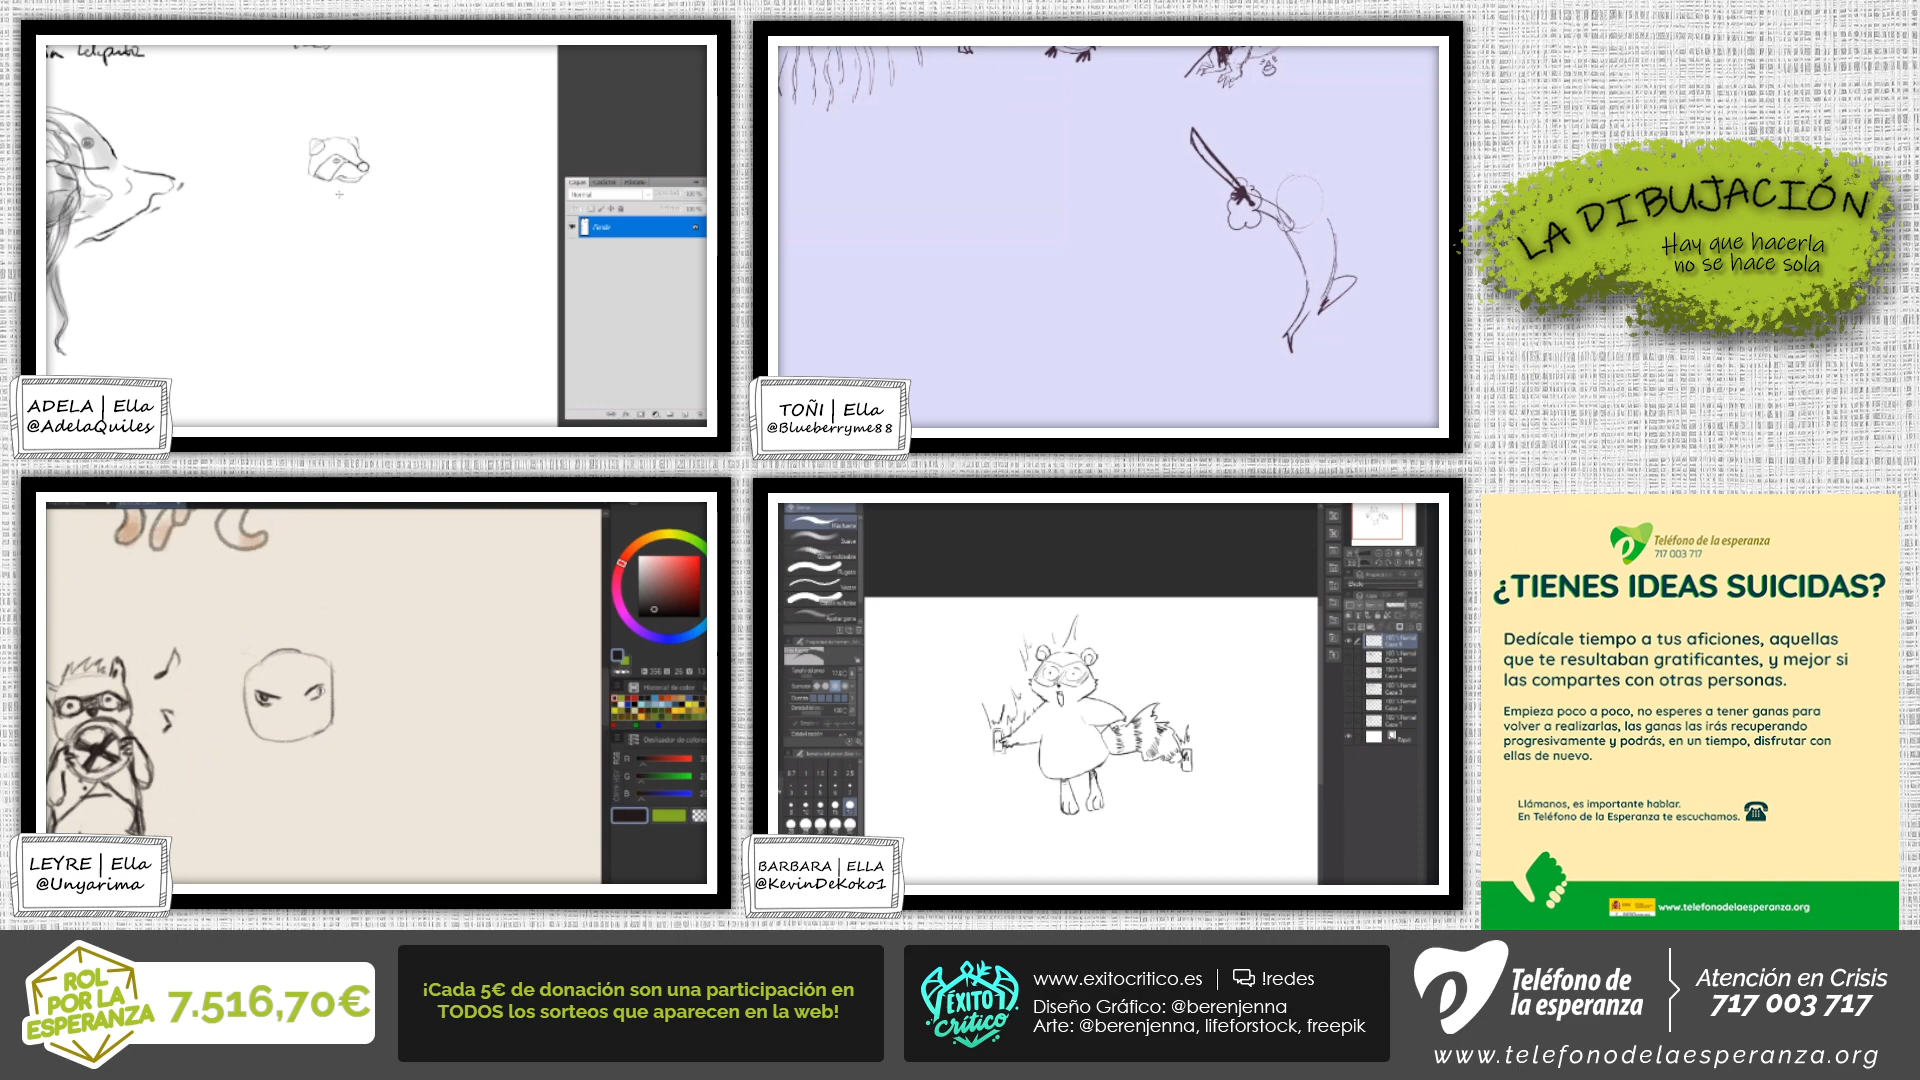 LA DIBUJACIÓN
Hay que hacerla
no se hace sola
ADELA | Ella
@AdelaQuiles
TOÑI | Ella
@Blueberryme88
LEYRE | Ella
@Unyarima
BARBARA | ELLA
@KevinDeKoko1
Teléfono de la esperanza
717 003 717
¿TIENES IDEAS SUICIDAS?
Dedícale tiempo a tus aficiones, aquellas
que te resultaban gratificantes, y mejor si
las compartes con otras personas.
Empieza poco a poco, no esperes a tener ganas para
volver a realizarlas, las ganas las irás recuperando
progresivamente y podrás, en un tiempo, disfrutar con
ellas de nuevo.
Llámanos, es importante hablar.
En Teléfono de la Esperanza te escuchamos.
www.telefonodelaesperanza.org
ROL
POR LA
ESPERANZA
7.516,70€
¡Cada 5€ de donación son una participación en
TODOS los sorteos que aparecen en la web!
ÉXITO
Crítico
www.exitocritico.es | !redes
Diseño Gráfico: @berenjenna
Arte: @berenjenna, lifeforstock, freepik
Teléfono de
la esperanza
Atención en Crisis
717 003 717
www.telefonodelaesperanza.org